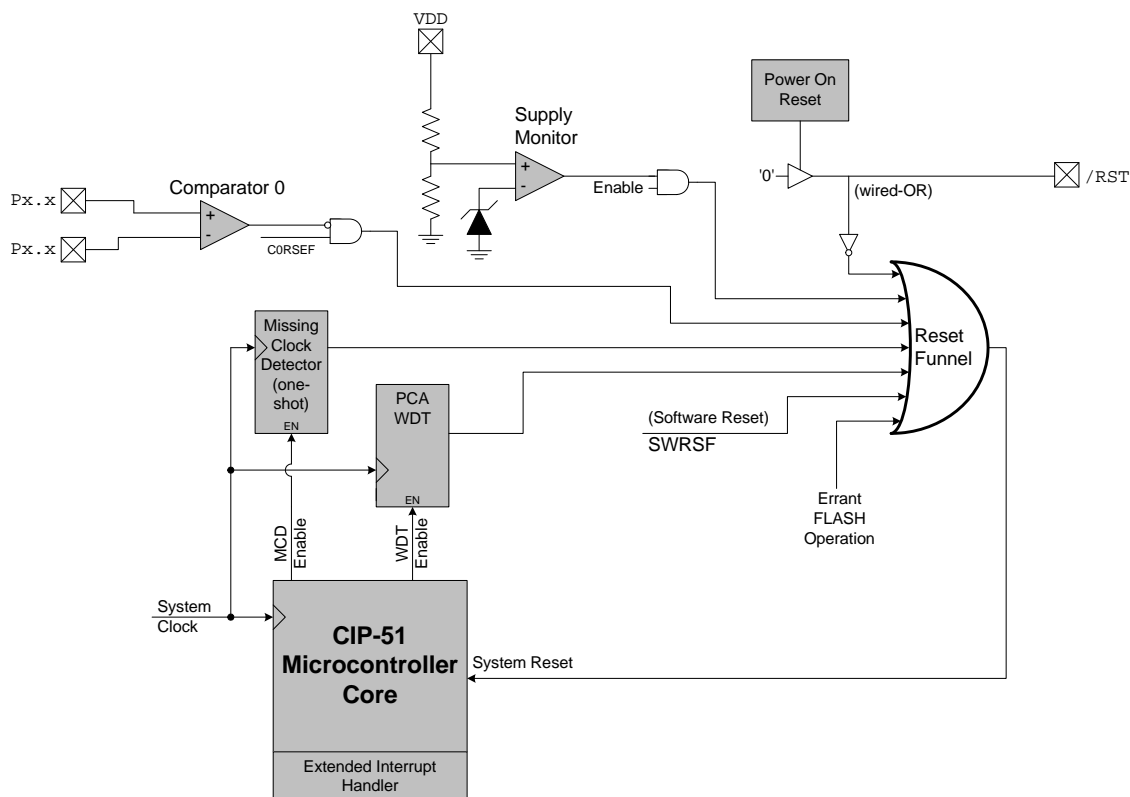 VDD
Power On
Reset
Supply
Monitor
+
-
Enable
'0'
(wired-OR)
/RST
Comparator 0
Px.x
+
Px.x
-
C0RSEF
Missing
Clock
Detector
(one-
shot)
EN
PCA
WDT
EN
Reset
Funnel
(Software Reset)
SWRSF
Errant
FLASH
Operation
MCD
Enable
WDT
Enable
System
Clock
CIP-51
Microcontroller
Core
System Reset
Extended Interrupt
Handler